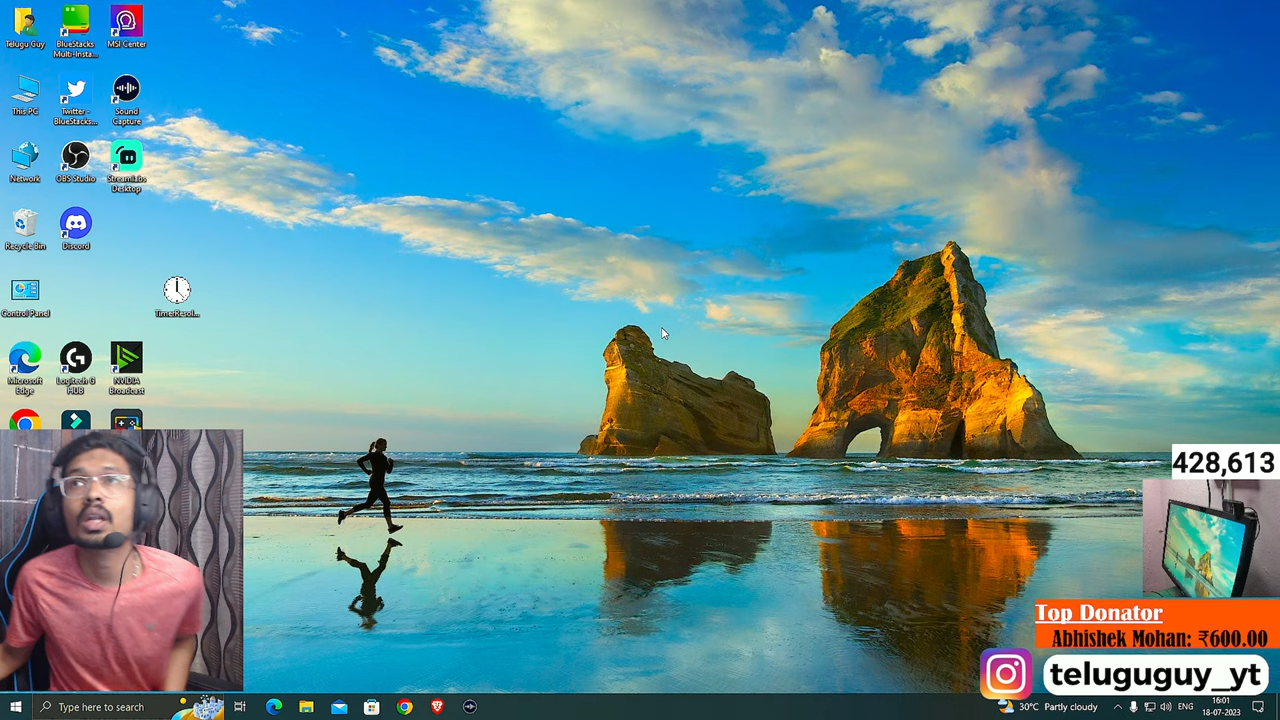 Telugu Guy
BlueStacks
Multi-Insta...
MSI Center
This PC
Twitter -
BlueStacks...
Sound
Capture
Network
OBS Studio
Streamlabs
Desktop
Recycle Bin
Discord
Control Panel
TimerResol...
Microsoft
Edge
Logitech G
HUB
NVIDIA
Broadcast
428,613
Top Donator
Abhishek Mohan: ₹600.00
teluguguy_yt
Type here to search
30°C Partly cloudy
ENG
16:01
18-07-2023